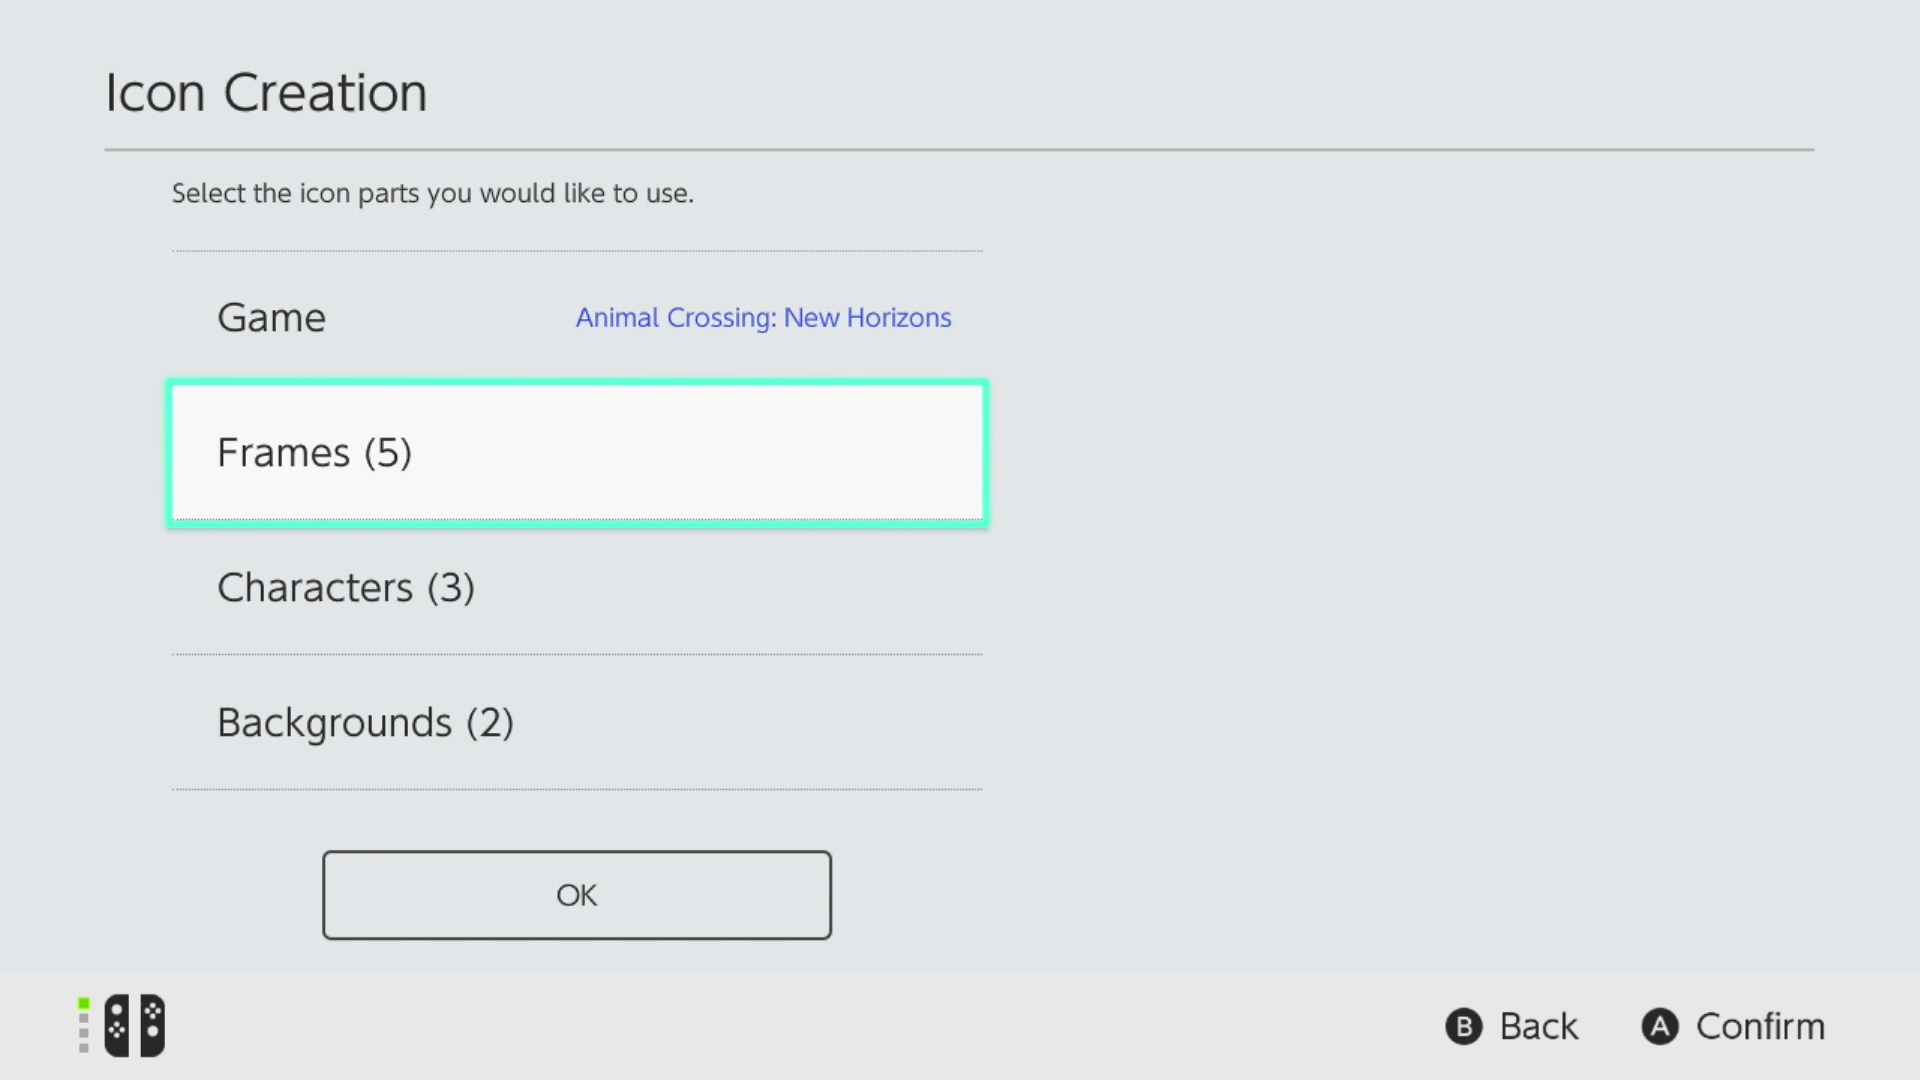 Icon Creation
Select the icon parts you would like to use.
Game Animal Crossing: New Horizons
Frames (5)
Characters (3)
Backgrounds (2)
OK
B Back A Confirm